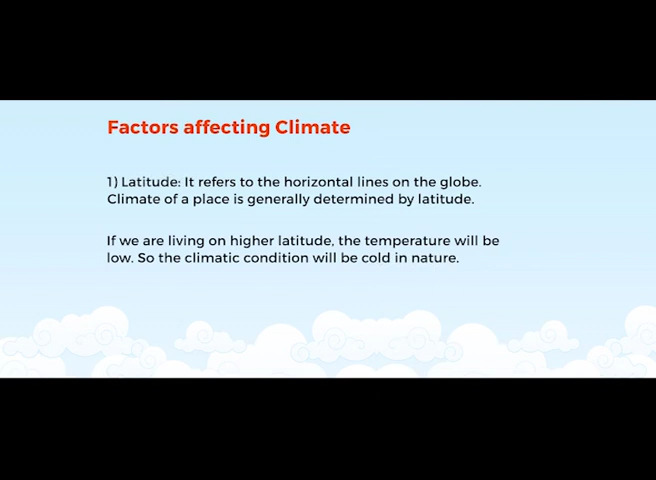 Factors affecting Climate
1) Latitude: It refers to the horizontal lines on the globe.
Climate of a place is generally determined by latitude.
If we are living on higher latitude, the temperature will be
low. So the climatic condition will be cold in nature.